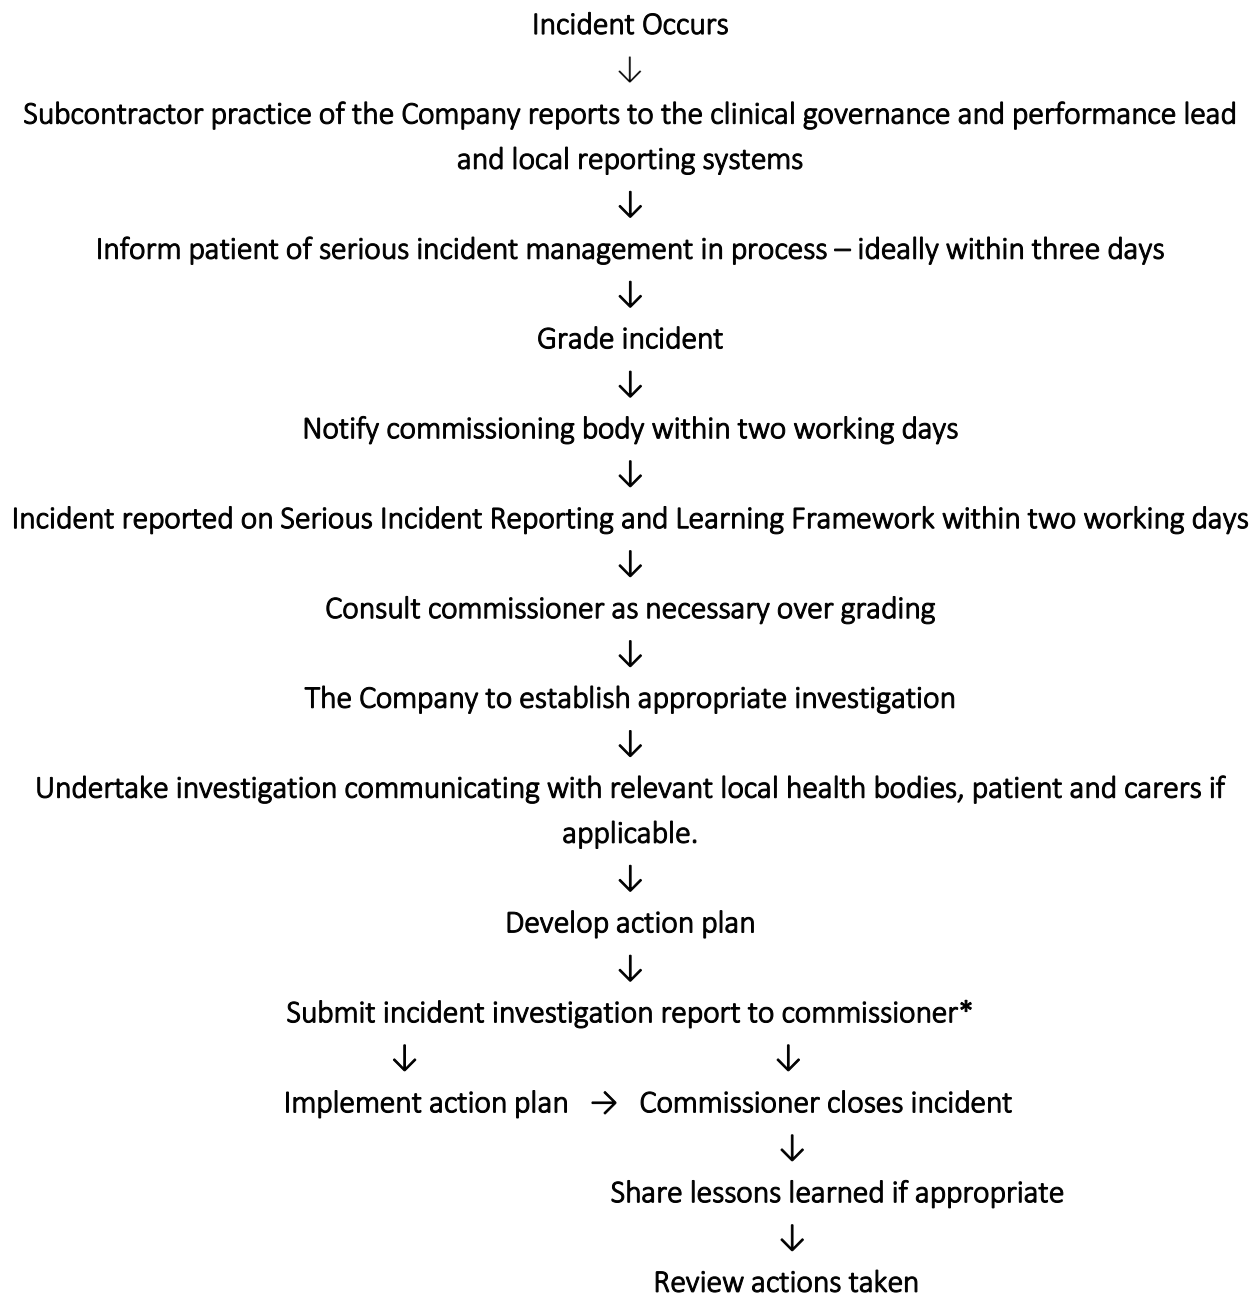 Incident Occurs
↓
Subcontractor practice of the Company reports to the clinical governance and performance lead
and local reporting systems
↓
Inform patient of serious incident management in process – ideally within three days
↓
Grade incident
↓
Notify commissioning body within two working days
↓
Incident reported on Serious Incident Reporting and Learning Framework within two working days
↓
Consult commissioner as necessary over grading
↓
The Company to establish appropriate investigation
↓
Undertake investigation communicating with relevant local health bodies, patient and carers if
applicable.
↓
Develop action plan
↓
Submit incident investigation report to commissioner*
↓ ↓
Implement action plan → Commissioner closes incident
↓
Share lessons learned if appropriate
↓
Review actions taken